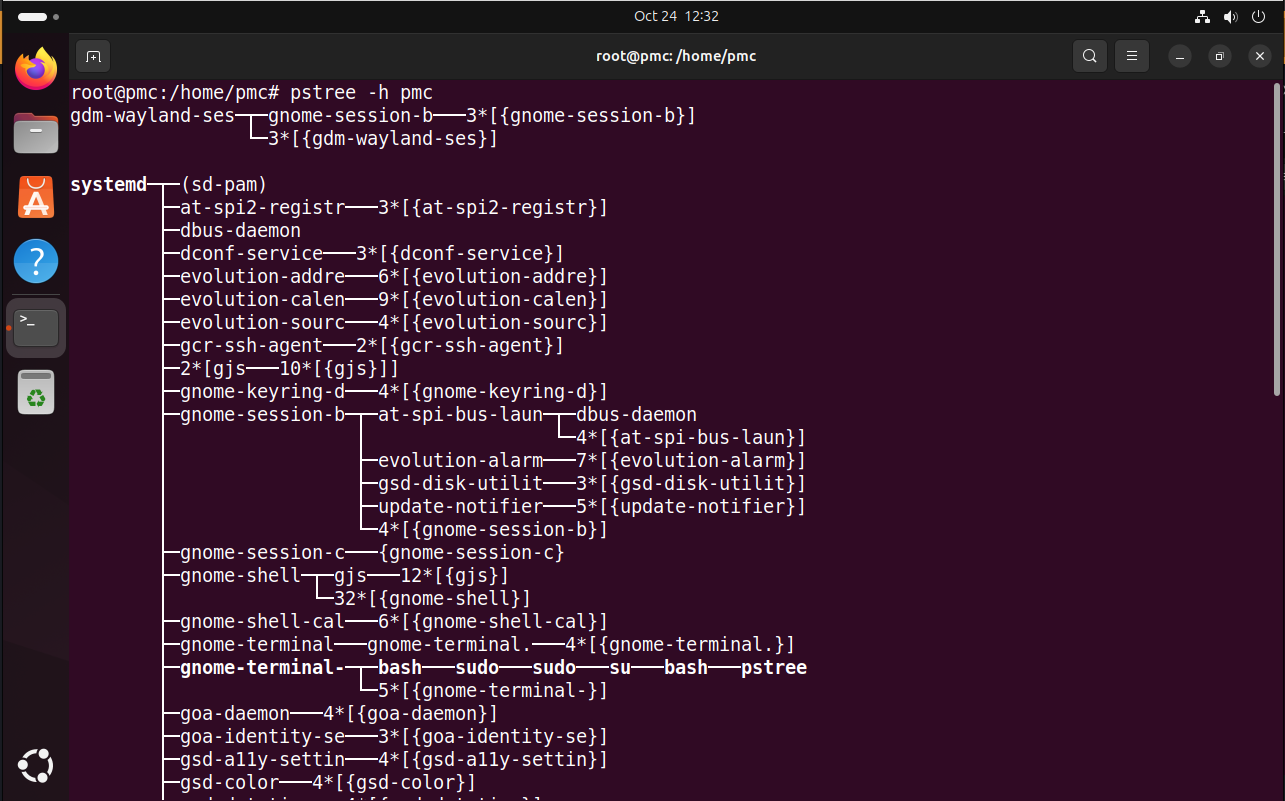 Oct 24 12:32
root@pmc: /home/pmc
root@pmc:/home/pmc# pstree -h pmc
gdm-wayland-ses─┬─gnome-session-b───3*[{gnome-session-b}]
                └─3*[{gdm-wayland-ses}]

systemd─┬─(sd-pam)
        ├─at-spi2-registr───3*[{at-spi2-registr}]
        ├─dbus-daemon
        ├─dconf-service───3*[{dconf-service}]
        ├─evolution-addre───6*[{evolution-addre}]
        ├─evolution-calen───9*[{evolution-calen}]
        ├─evolution-sourc───4*[{evolution-sourc}]
        ├─gcr-ssh-agent───2*[{gcr-ssh-agent}]
        ├─2*[gjs───10*[{gjs}]]
        ├─gnome-keyring-d───4*[{gnome-keyring-d}]
        ├─gnome-session-b─┬─at-spi-bus-laun─┬─dbus-daemon
        │                 │                 └─4*[{at-spi-bus-laun}]
        │                 ├─evolution-alarm───7*[{evolution-alarm}]
        │                 ├─gsd-disk-utilit───3*[{gsd-disk-utilit}]
        │                 ├─update-notifier───5*[{update-notifier}]
        │                 └─4*[{gnome-session-b}]
        ├─gnome-session-c───{gnome-session-c}
        ├─gnome-shell─┬─gjs───12*[{gjs}]
        │             └─32*[{gnome-shell}]
        ├─gnome-shell-cal───6*[{gnome-shell-cal}]
        ├─gnome-terminal───gnome-terminal.───4*[{gnome-terminal.}]
        ├─gnome-terminal-─┬─bash───sudo───sudo───su───bash───pstree
        │                 └─5*[{gnome-terminal-}]
        ├─goa-daemon───4*[{goa-daemon}]
        ├─goa-identity-se───3*[{goa-identity-se}]
        ├─gsd-a11y-settin───4*[{gsd-a11y-settin}]
        ├─gsd-color───4*[{gsd-color}]